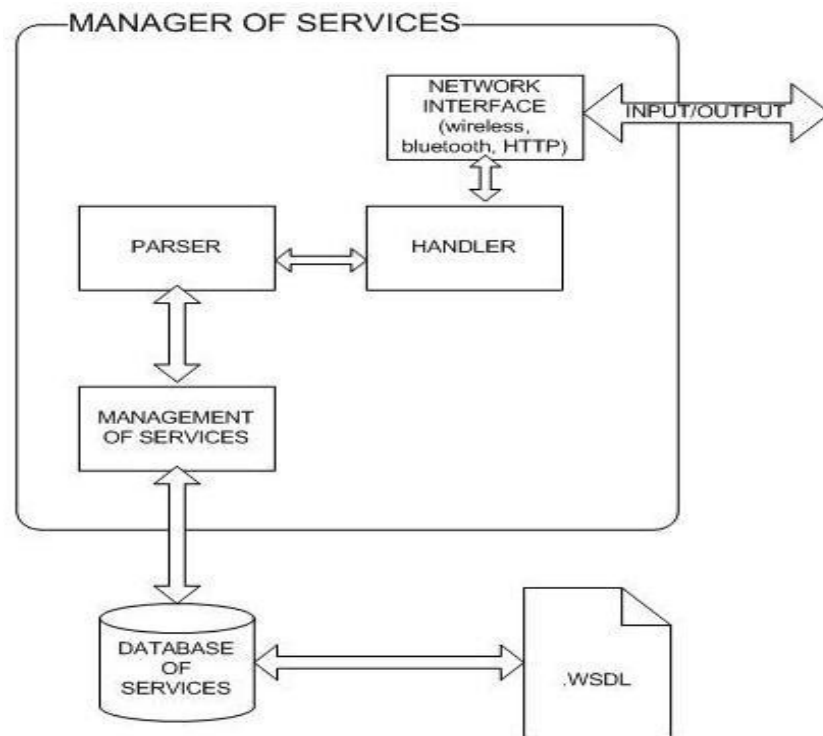 MANAGER OF SERVICES
NETWORK
INTERFACE
(wireless,
bluetooth, HTTP)
INPUT/OUTPUT
PARSER
HANDLER
MANAGEMENT
OF SERVICES
DATABASE
OF
SERVICES
.WSDL